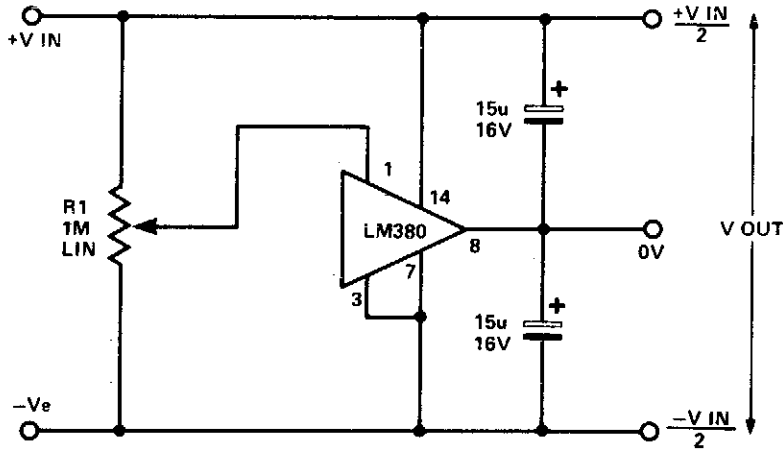 +V IN
+V IN
2
15u
16V
+
1
14
R1
1M
LIN
LM380
8
7
3
0V
V OUT
15u
16V
+
-Ve
-V IN
2